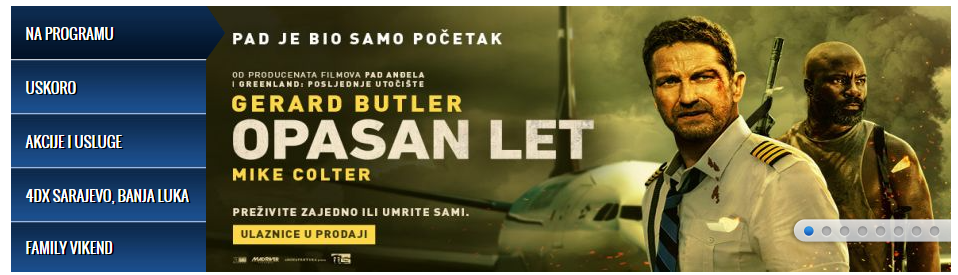 NA PROGRAMU
USKORO
AKCIJE I USLUGE
4DX SARAJEVO, BANJA LUKA
FAMILY VIKEND
PAD JE BIO SAMO POČETAK
OD PRODUCENATA FILMOVA PAD ANĐELA
I GREENLAND: POSLJEDNJE UTOČIŠTE
GERARD BUTLER
OPASAN LET
MIKE COLTER
PREŽIVITE ZAJEDNO ILI UMRITE SAMI.
ULAZNICE U PRODAJI
MADRIVER